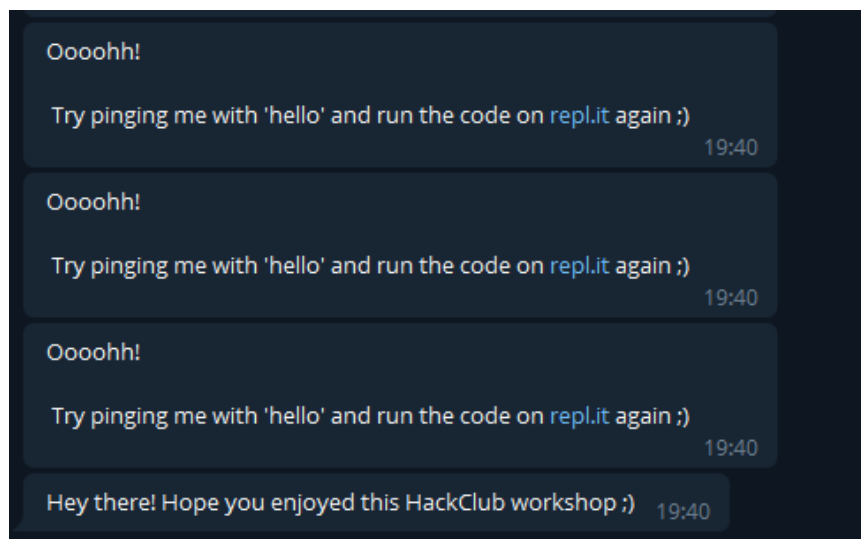 Oooohh!
Try pinging me with 'hello' and run the code on repl.it again ;)
19:40
Oooohh!
Try pinging me with 'hello' and run the code on repl.it again ;)
19:40
Oooohh!
Try pinging me with 'hello' and run the code on repl.it again ;)
19:40
Hey there! Hope you enjoyed this HackClub workshop ;) 19:40